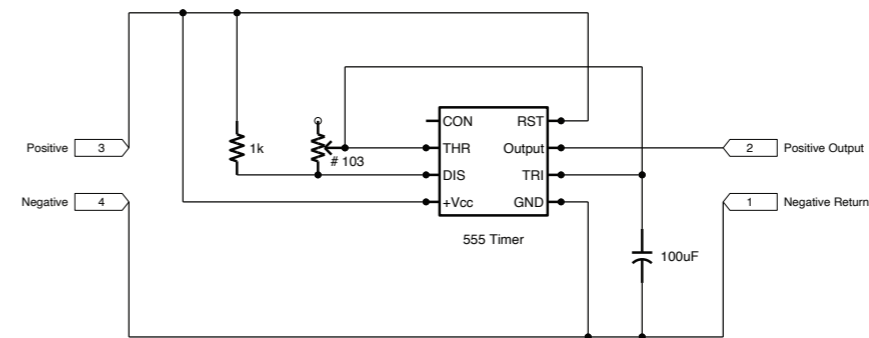 CON
RST
Positive
3
1k
# 103
THR
Output
2
Positive Output
DIS
TRI
Negative
4
+Vcc
GND
1
Negative Return
555 Timer
100uF